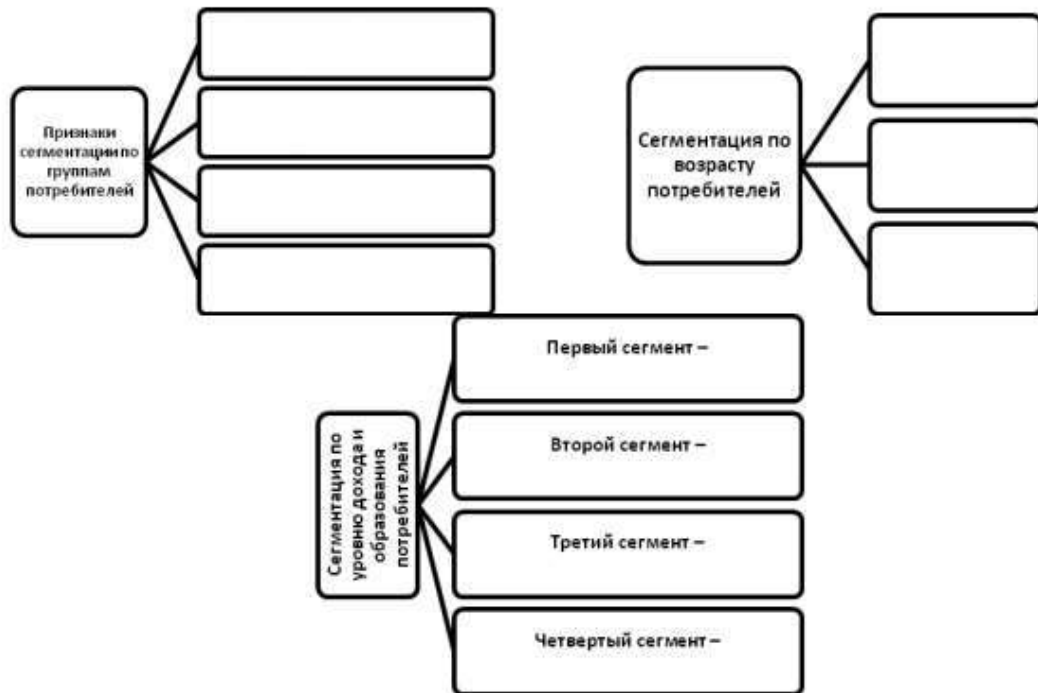 Признаки
сегментации по
группам
потребителей
Сегментация по
возрасту
потребителей
Сегментация по
уровню дохода и
образования
потребителей
Первый сегмент –
Второй сегмент –
Третий сегмент –
Четвертый сегмент –